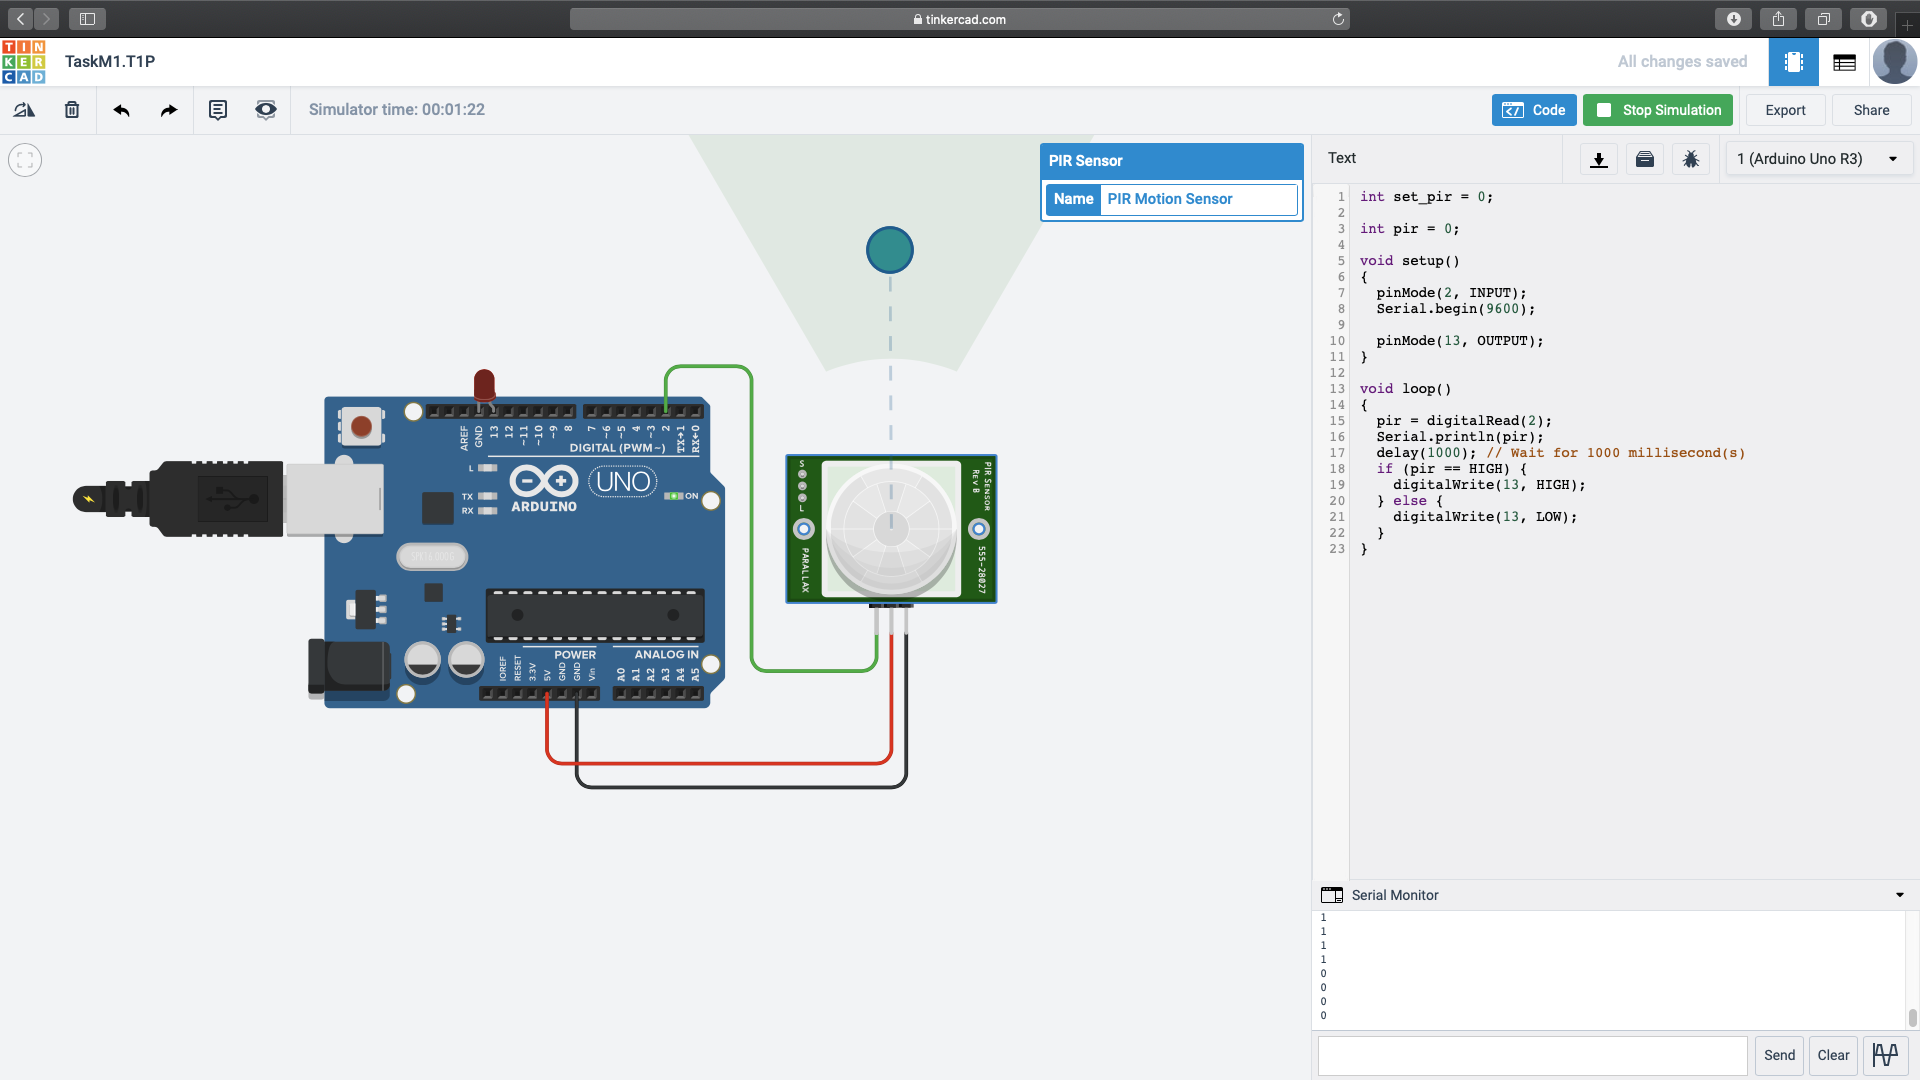 tinkercad.com
TIN
KER
CAD
TaskM1.T1P
All changes saved
Simulator time: 00:01:22
Code
Stop Simulation
Export
Share
PIR Sensor
Name PIR Motion Sensor
AREF
GND
13
12
~11
~10
~9
8
7
~6
~5
4
~3
2
TX→1
RX←0
DIGITAL (PWM~)
L
TX
RX
ARDUINO
UNO
ON
POWER
ANALOG IN
IOREF
RESET
3.3V
5V
GND
GND
Vin
A0
A1
A2
A3
A4
A5
S
L
PARALLAX
PIR SENSOR
REV B
555-28027
Text
1 (Arduino Uno R3)
1 int set_pir = 0;
2
3 int pir = 0;
4
5 void setup()
6 {
7   pinMode(2, INPUT);
8   Serial.begin(9600);
9
10   pinMode(13, OUTPUT);
11 }
12
13 void loop()
14 {
15   pir = digitalRead(2);
16   Serial.println(pir);
17   delay(1000); // Wait for 1000 millisecond(s)
18   if (pir == HIGH) {
19     digitalWrite(13, HIGH);
20   } else {
21     digitalWrite(13, LOW);
22   }
23 }
Serial Monitor
1
1
1
1
0
0
0
0
Send
Clear